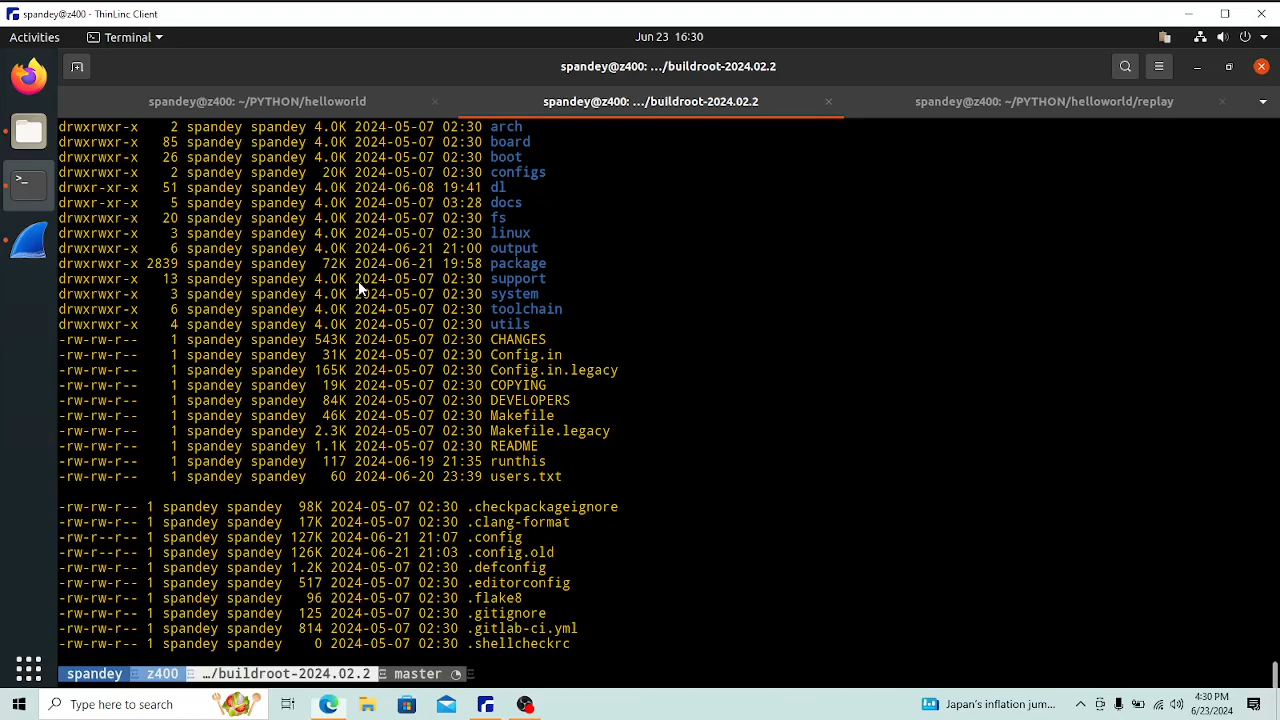 spandey@z400 - ThinLinc Client
Activities Terminal Jun 23 16:30
spandey@z400: .../buildroot-2024.02.2
spandey@z400: ~/PYTHON/helloworld spandey@z400: .../buildroot-2024.02.2 spandey@z400: ~/PYTHON/helloworld/replay
drwxrwxr-x 2 spandey spandey 4.0K 2024-05-07 02:30 arch
drwxrwxr-x 85 spandey spandey 4.0K 2024-05-07 02:30 board
drwxrwxr-x 26 spandey spandey 4.0K 2024-05-07 02:30 boot
drwxrwxr-x 2 spandey spandey 20K 2024-05-07 02:30 configs
drwxr-xr-x 51 spandey spandey 4.0K 2024-06-08 19:41 dl
drwxr-xr-x 5 spandey spandey 4.0K 2024-05-07 03:28 docs
drwxrwxr-x 20 spandey spandey 4.0K 2024-05-07 02:30 fs
drwxrwxr-x 3 spandey spandey 4.0K 2024-05-07 02:30 linux
drwxrwxr-x 6 spandey spandey 4.0K 2024-06-21 21:00 output
drwxrwxr-x 2839 spandey spandey 72K 2024-06-21 19:58 package
drwxrwxr-x 13 spandey spandey 4.0K 2024-05-07 02:30 support
drwxrwxr-x 3 spandey spandey 4.0K 2024-05-07 02:30 system
drwxrwxr-x 6 spandey spandey 4.0K 2024-05-07 02:30 toolchain
drwxrwxr-x 4 spandey spandey 4.0K 2024-05-07 02:30 utils
-rw-rw-r-- 1 spandey spandey 543K 2024-05-07 02:30 CHANGES
-rw-rw-r-- 1 spandey spandey 31K 2024-05-07 02:30 Config.in
-rw-rw-r-- 1 spandey spandey 165K 2024-05-07 02:30 Config.in.legacy
-rw-rw-r-- 1 spandey spandey 19K 2024-05-07 02:30 COPYING
-rw-rw-r-- 1 spandey spandey 84K 2024-05-07 02:30 DEVELOPERS
-rw-rw-r-- 1 spandey spandey 46K 2024-05-07 02:30 Makefile
-rw-rw-r-- 1 spandey spandey 2.3K 2024-05-07 02:30 Makefile.legacy
-rw-rw-r-- 1 spandey spandey 1.1K 2024-05-07 02:30 README
-rw-rw-r-- 1 spandey spandey 117 2024-06-19 21:35 runthis
-rw-rw-r-- 1 spandey spandey 60 2024-06-20 23:39 users.txt
-rw-rw-r-- 1 spandey spandey 98K 2024-05-07 02:30 .checkpackageignore
-rw-rw-r-- 1 spandey spandey 17K 2024-05-07 02:30 .clang-format
-rw-r--r-- 1 spandey spandey 127K 2024-06-21 21:07 .config
-rw-r--r-- 1 spandey spandey 126K 2024-06-21 21:03 .config.old
-rw-rw-r-- 1 spandey spandey 1.2K 2024-05-07 02:30 .defconfig
-rw-rw-r-- 1 spandey spandey 517 2024-05-07 02:30 .editorconfig
-rw-rw-r-- 1 spandey spandey 96 2024-05-07 02:30 .flake8
-rw-rw-r-- 1 spandey spandey 125 2024-05-07 02:30 .gitignore
-rw-rw-r-- 1 spandey spandey 814 2024-05-07 02:30 .gitlab-ci.yml
-rw-rw-r-- 1 spandey spandey 0 2024-05-07 02:30 .shellcheckrc
spandey z400 …/buildroot-2024.02.2 master
Type here to search Japan's inflation jum... 4:30 PM
6/23/2024